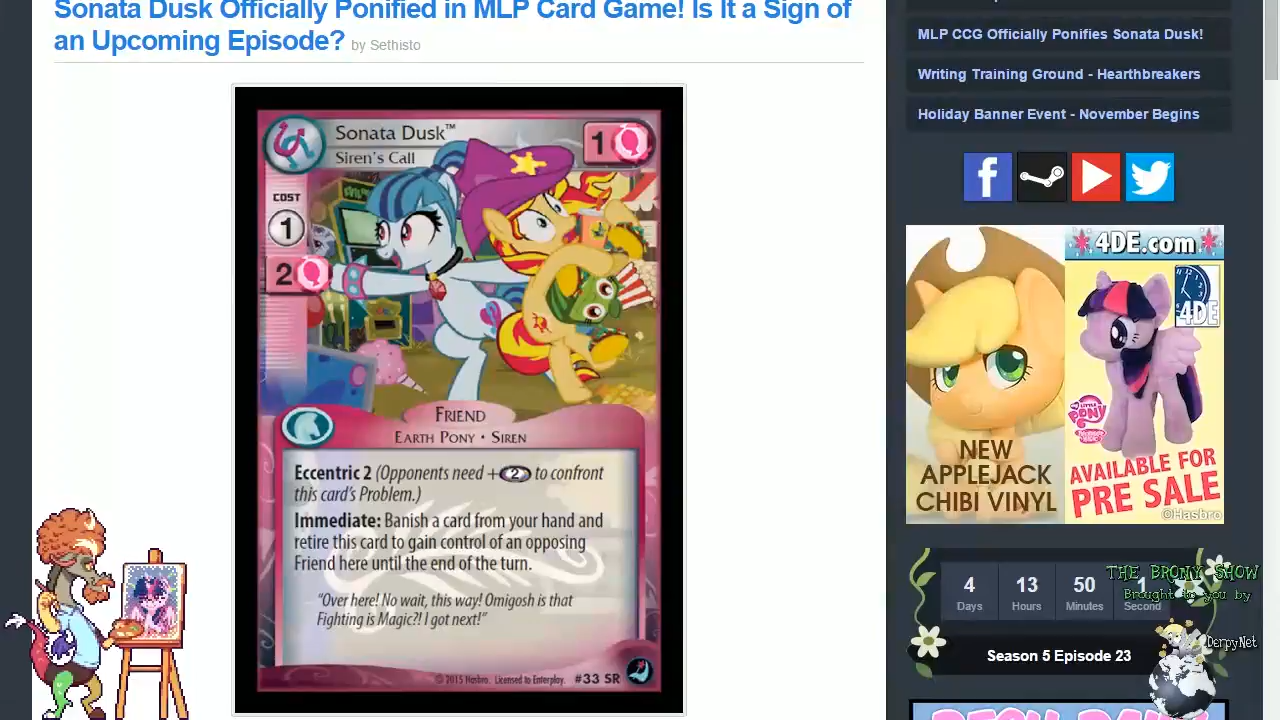 Sonata Dusk Officially Ponified in MLP Card Game! Is It a Sign of
an Upcoming Episode? by Sethisto
Sonata Dusk™
Siren's Call
1
COST
1
2
FRIEND
EARTH PONY • SIREN
Eccentric 2 (Opponents need +2 to confront
this card's Problem.)
Immediate: Banish a card from your hand and
retire this card to gain control of an opposing
Friend here until the end of the turn.
"Over here! No wait, this way! Omigosh is that
Fighting is Magic?! I got next!"
© 2015 Hasbro. Licensed to Enterplay. #33 SR
MLP CCG Officially Ponifies Sonata Dusk!
Writing Training Ground - Hearthbreakers
Holiday Banner Event - November Begins
f
4DE.com
4DE
NEW
APPLEJACK
CHIBI VINYL
AVAILABLE FOR
PRE SALE
©Hasbro
THE BRONY SHOW
Brought to you by
DerpyNet
4 13 50 1
Days Hours Minutes Second
Season 5 Episode 23